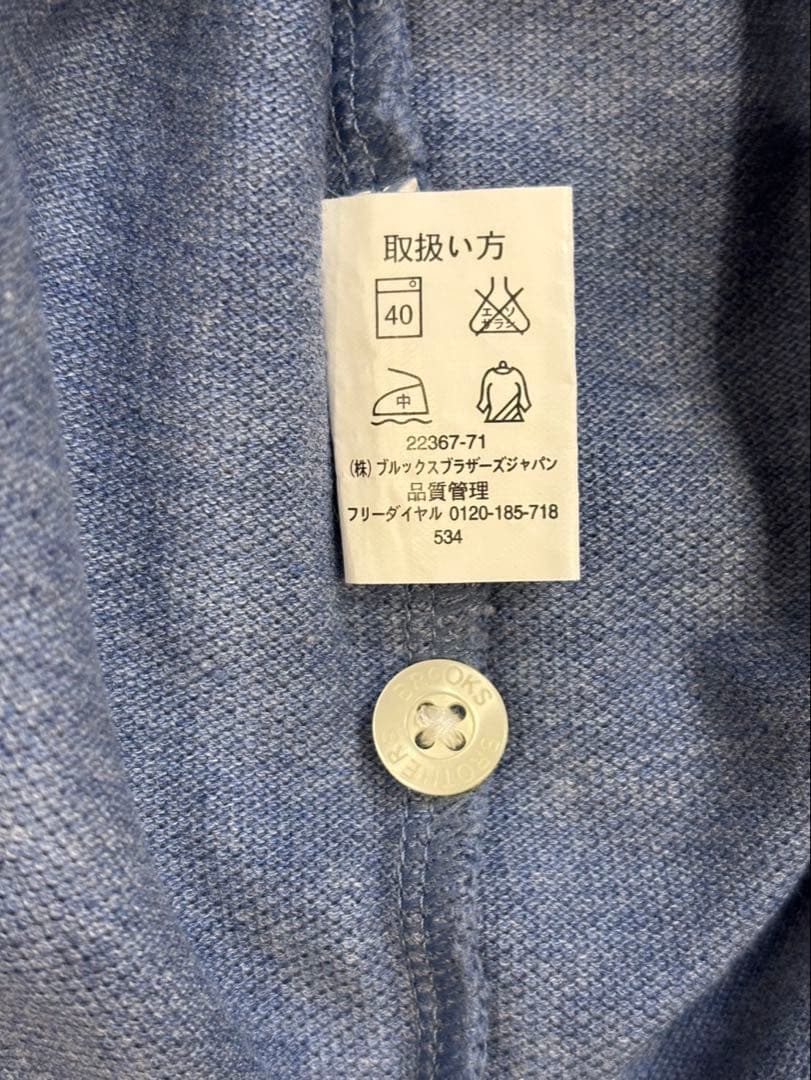 取扱い方
40
エンソ
サラシ
中
22367-71
(株) ブルックスブラザーズジャパン
品質管理
フリーダイヤル 0120-185-718
534
BROOKS
BROTHERS